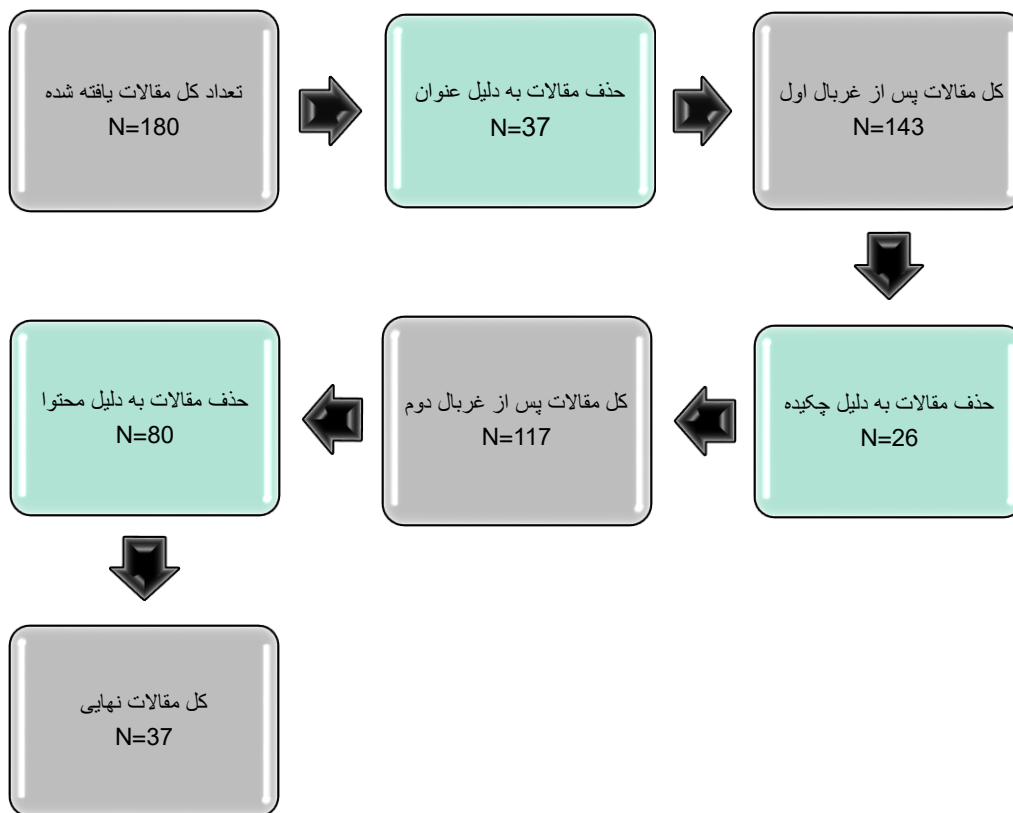 تعداد کل مقالات یافته شده
N=180
حذف مقالات به دلیل عنوان
N=37
کل مقالات پس از غربال اول
N=143
حذف مقالات به دلیل چکیده
N=26
کل مقالات پس از غربال دوم
N=117
حذف مقالات به دلیل محتوا
N=80
کل مقالات نهایی
N=37